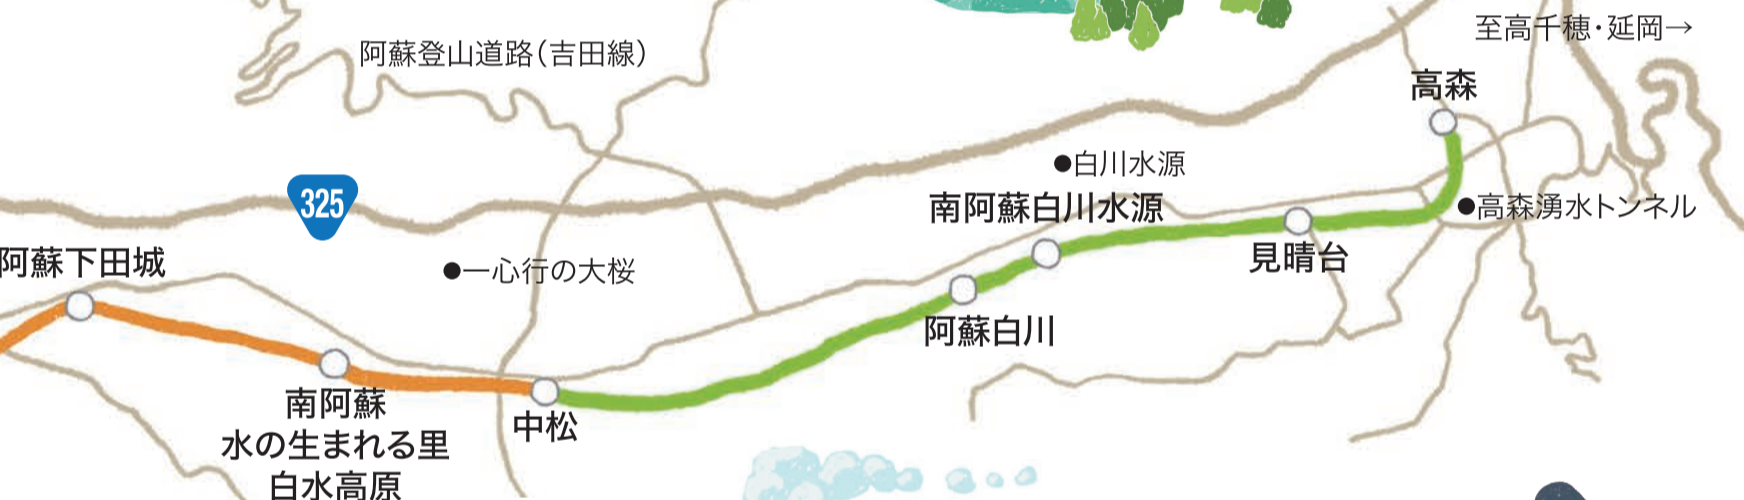 至高千穂・延岡→
阿蘇登山道路（吉田線）
高森
●白川水源
325
南阿蘇白川水源
●高森湧水トンネル
阿蘇下田城
●一心行の大桜
見晴台
阿蘇白川
南阿蘇
水の生まれる里
白水高原
中松